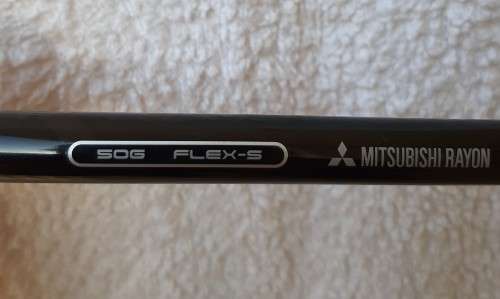 50G FLEX-S MITSUBISHI RAYON